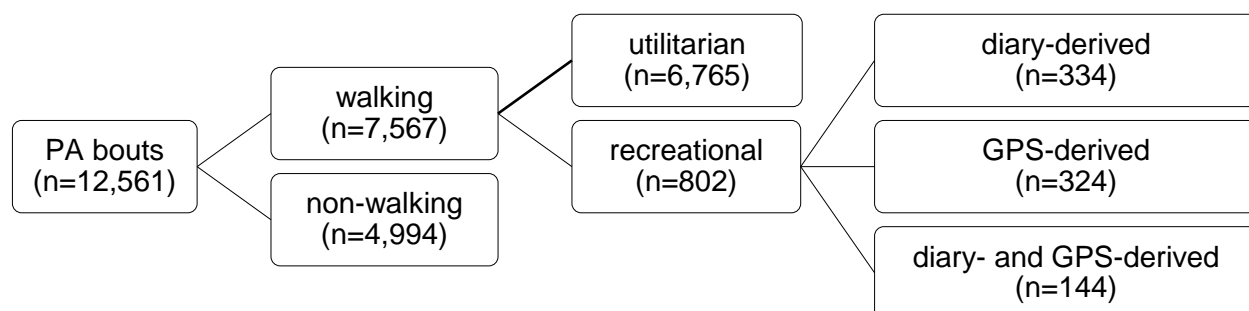 PA bouts
(n=12,561)
walking
(n=7,567)
non-walking
(n=4,994)
utilitarian
(n=6,765)
recreational
(n=802)
diary-derived
(n=334)
GPS-derived
(n=324)
diary- and GPS-derived
(n=144)